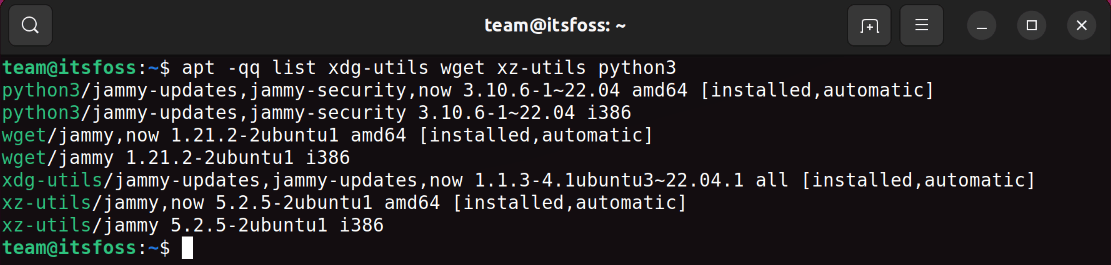 team@itsfoss: ~
team@itsfoss:~$ apt -qq list xdg-utils wget xz-utils python3
python3/jammy-updates,jammy-security,now 3.10.6-1~22.04 amd64 [installed,automatic]
python3/jammy-updates,jammy-security 3.10.6-1~22.04 i386
wget/jammy,now 1.21.2-2ubuntu1 amd64 [installed,automatic]
wget/jammy 1.21.2-2ubuntu1 i386
xdg-utils/jammy-updates,jammy-updates,now 1.1.3-4.1ubuntu3~22.04.1 all [installed,automatic]
xz-utils/jammy,now 5.2.5-2ubuntu1 amd64 [installed,automatic]
xz-utils/jammy 5.2.5-2ubuntu1 i386
team@itsfoss:~$